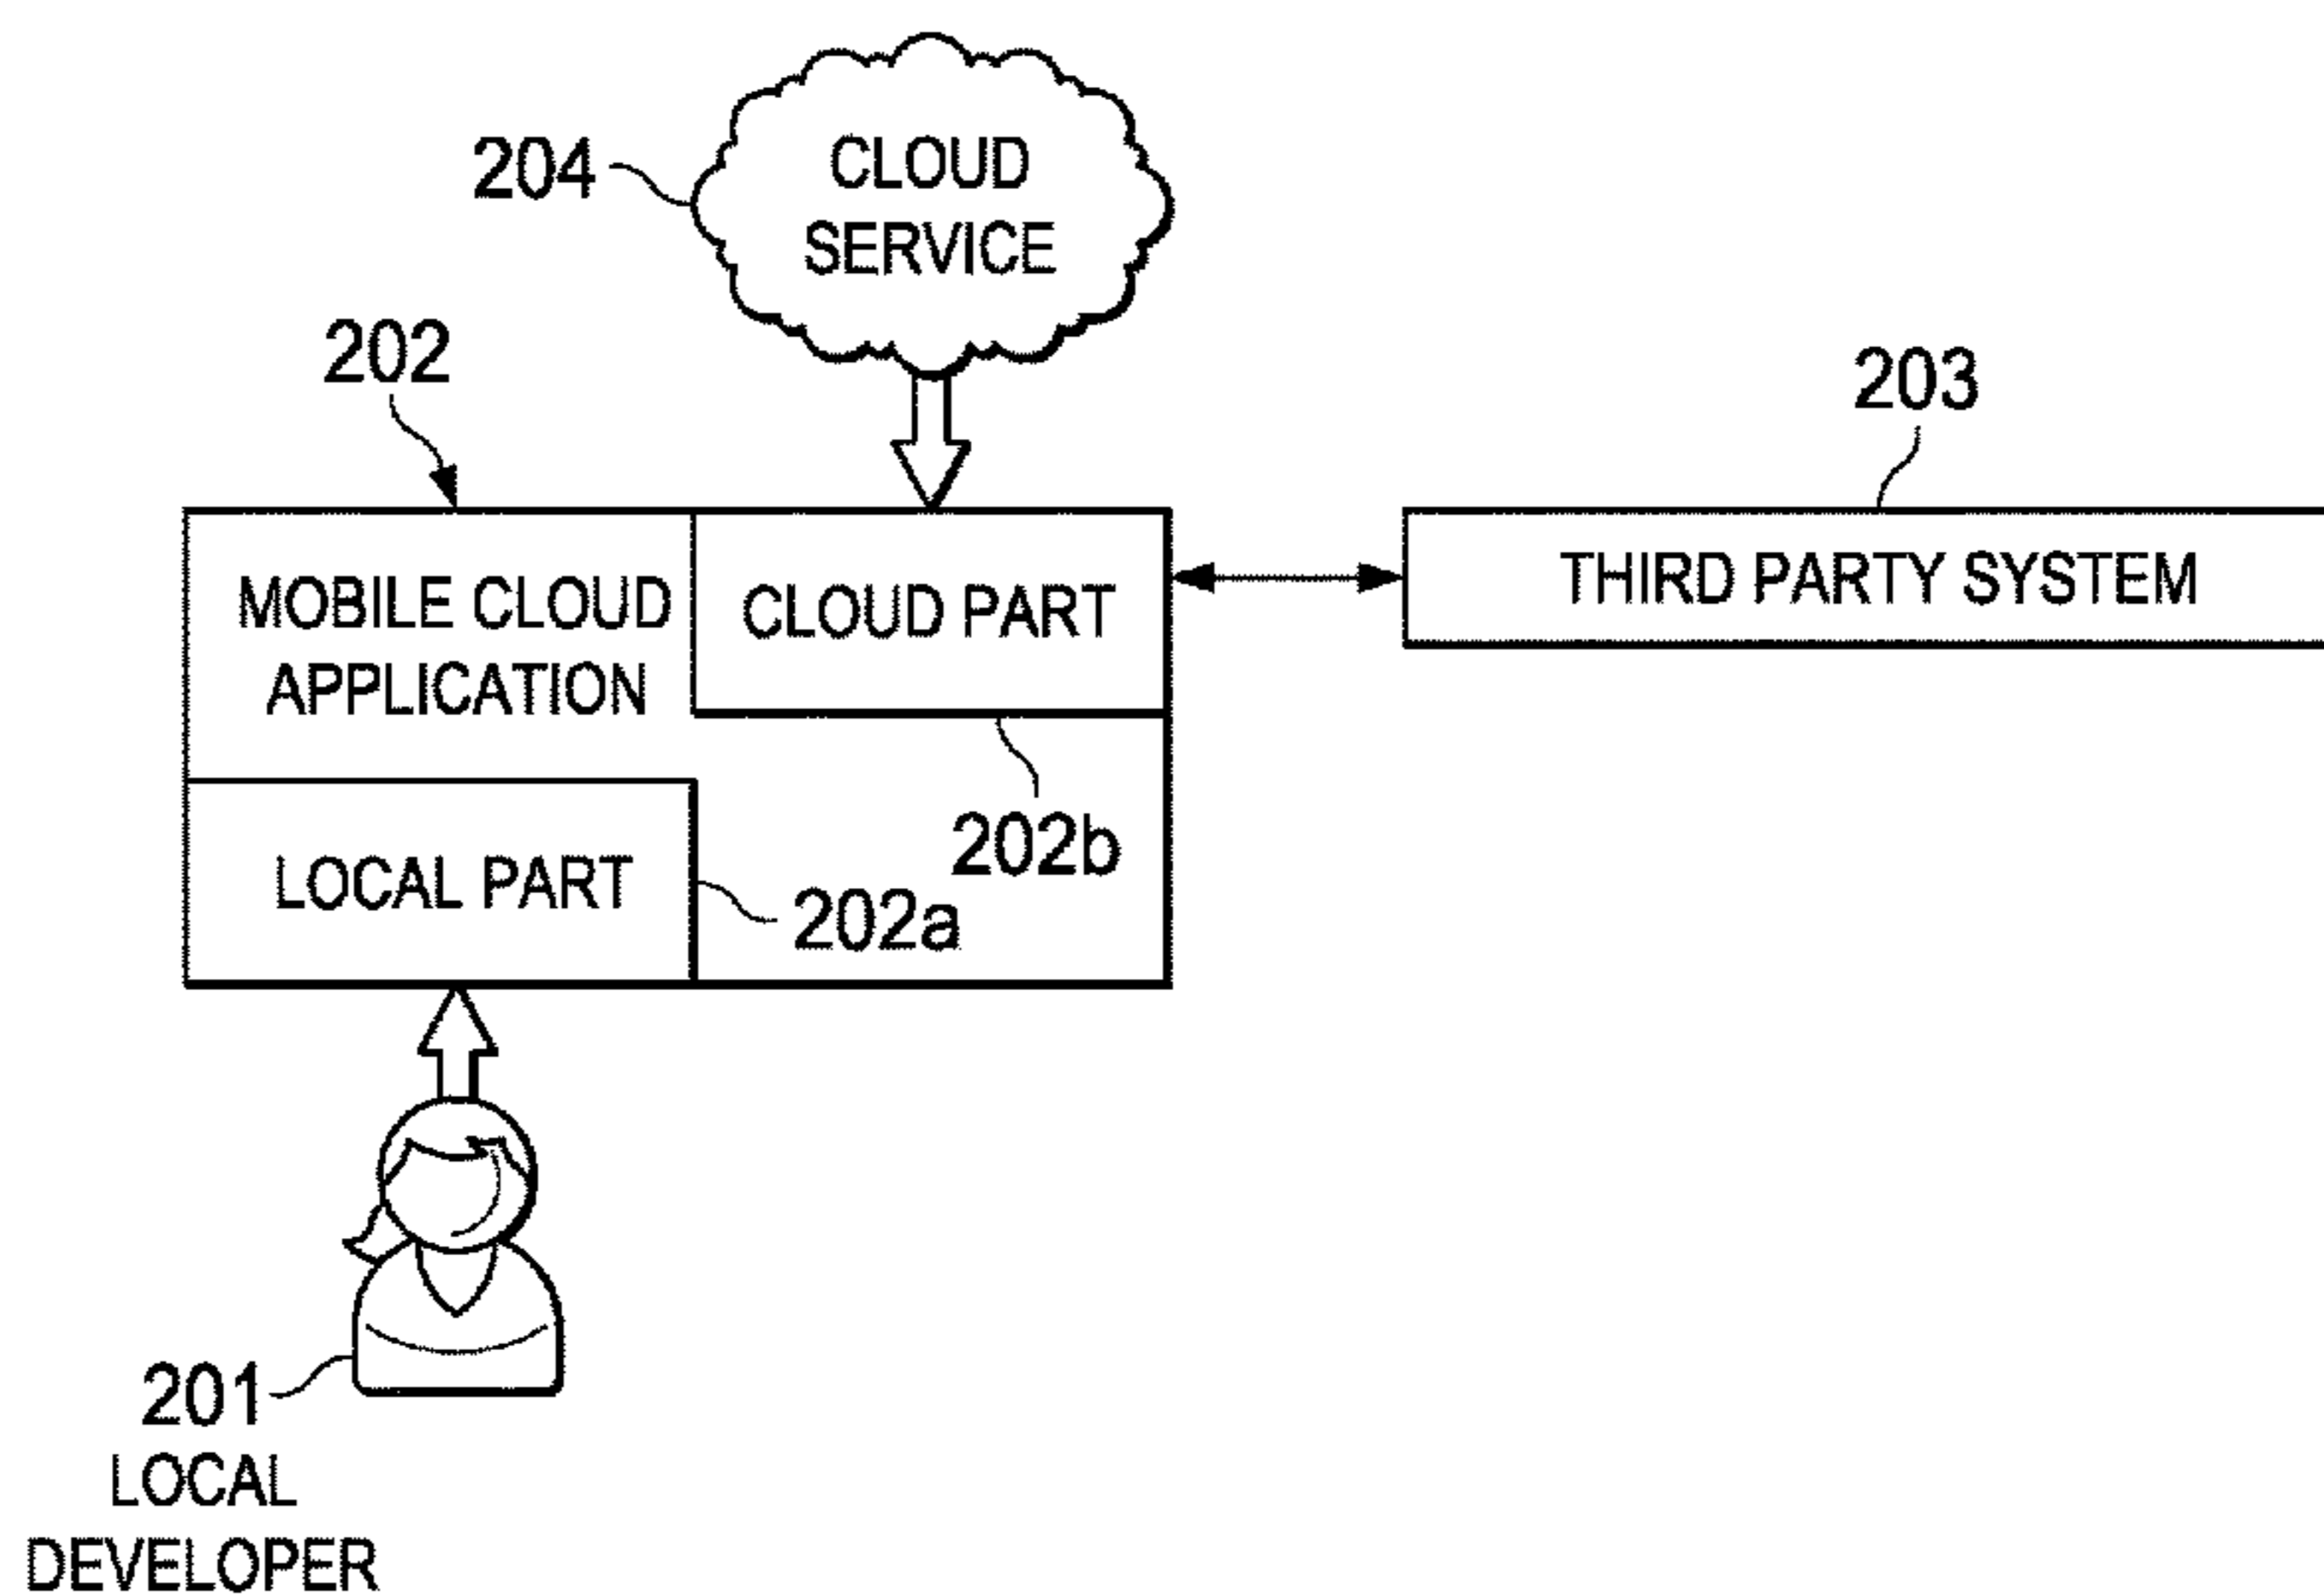 204
CLOUD
SERVICE
202
203
MOBILE CLOUD
APPLICATION
CLOUD PART
THIRD PARTY SYSTEM
LOCAL PART
202b
202a
201
LOCAL
DEVELOPER